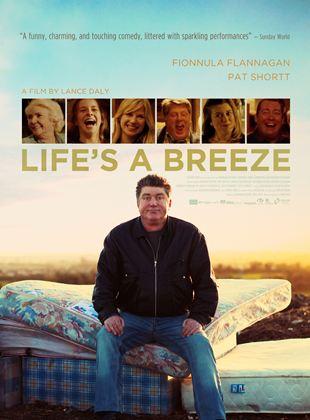 "A funny, charming, and touching comedy, littered with sparkling performances" – Sunday World
FIONNULA FLANNAGAN
PAT SHORTT
A FILM BY LANCE DALY
LIFE'S A BREEZE